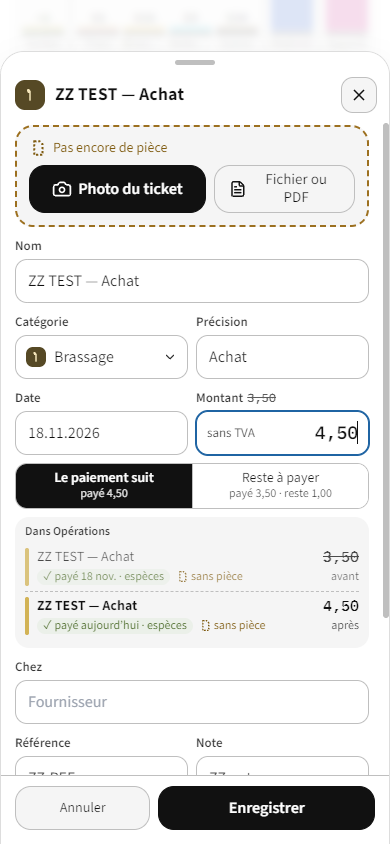 ZZ TEST — Achat
Pas encore de pièce
Photo du ticket
Fichier ou
PDF
Nom
ZZ TEST — Achat
Catégorie
Précision
Brassage
Achat
Date
Montant 3,50
18.11.2026
sans TVA
4,50
Le paiement suit
payé 4,50
Reste à payer
payé 3,50 · reste 1,00
Dans Opérations
ZZ TEST — Achat
3,50
✓ payé 18 nov. · espèces
sans pièce
avant
ZZ TEST — Achat
4,50
✓ payé aujourd'hui · espèces
sans pièce
après
Chez
Fournisseur
Référence
Note
Annuler
Enregistrer